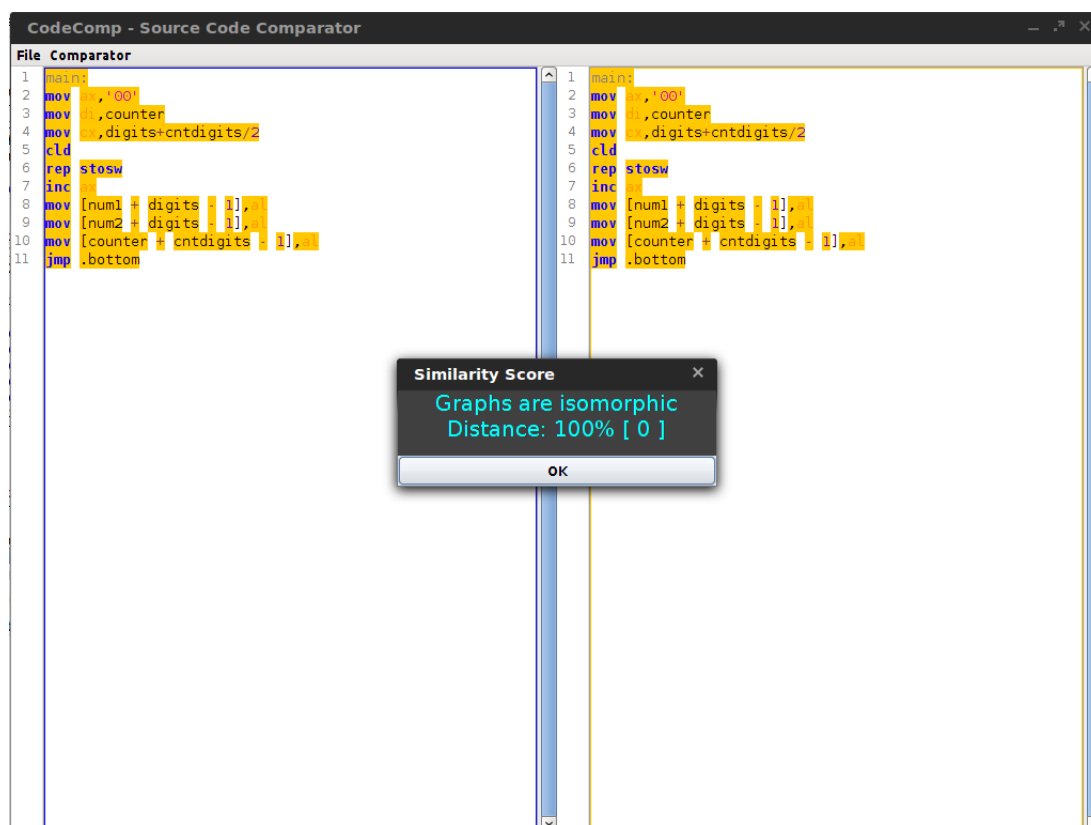 CodeComp - Source Code Comparator
File Comparator
1 main:
2 mov ax,'00'
3 mov di,counter
4 mov cx,digits+cntdigits/2
5 cld
6 rep stosw
7 inc ax
8 mov [num1 + digits - 1],al
9 mov [num2 + digits - 1],al
10 mov [counter + cntdigits - 1],al
11 jmp .bottom
1 main:
2 mov ax,'00'
3 mov di,counter
4 mov cx,digits+cntdigits/2
5 cld
6 rep stosw
7 inc ax
8 mov [num1 + digits - 1],al
9 mov [num2 + digits - 1],al
10 mov [counter + cntdigits - 1],al
11 jmp .bottom
Similarity Score
Graphs are isomorphic
Distance: 100% [ 0 ]
OK